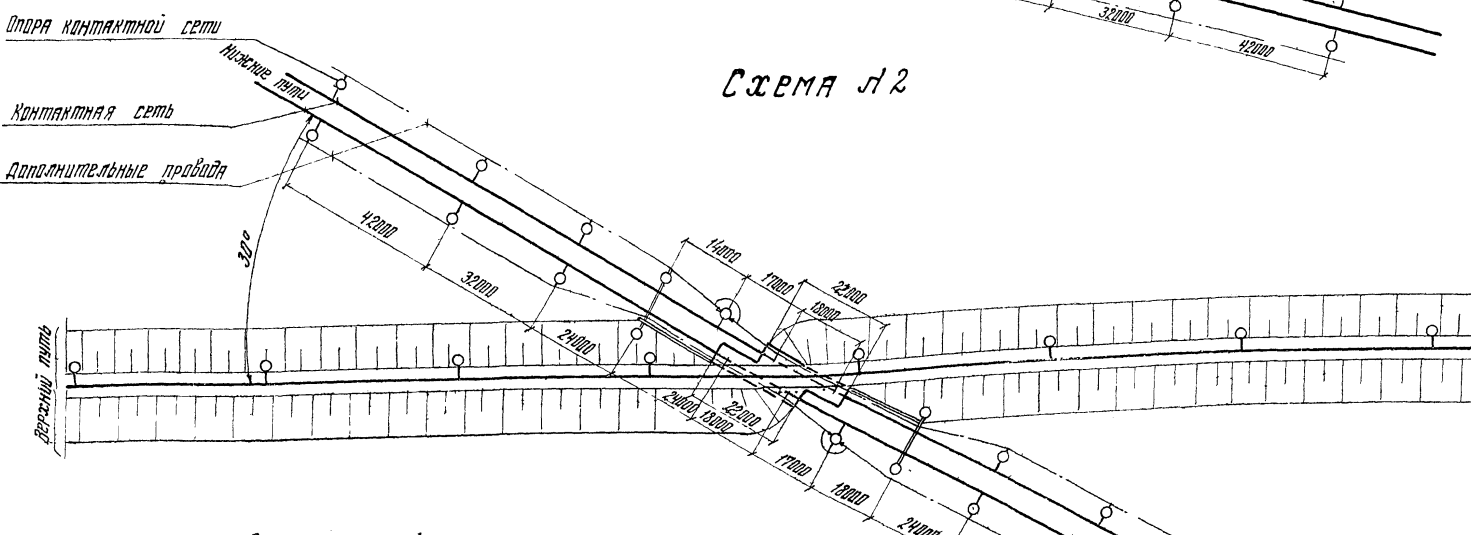 Опора контактной сети
Нижние пути
32000
42000
Схема №2
Контактная сеть
Дополнительные провода
30°
42000
32000
24000
14000
17000
22000
18000
Верхний путь
24000
18000
22000
17000
18000
24000